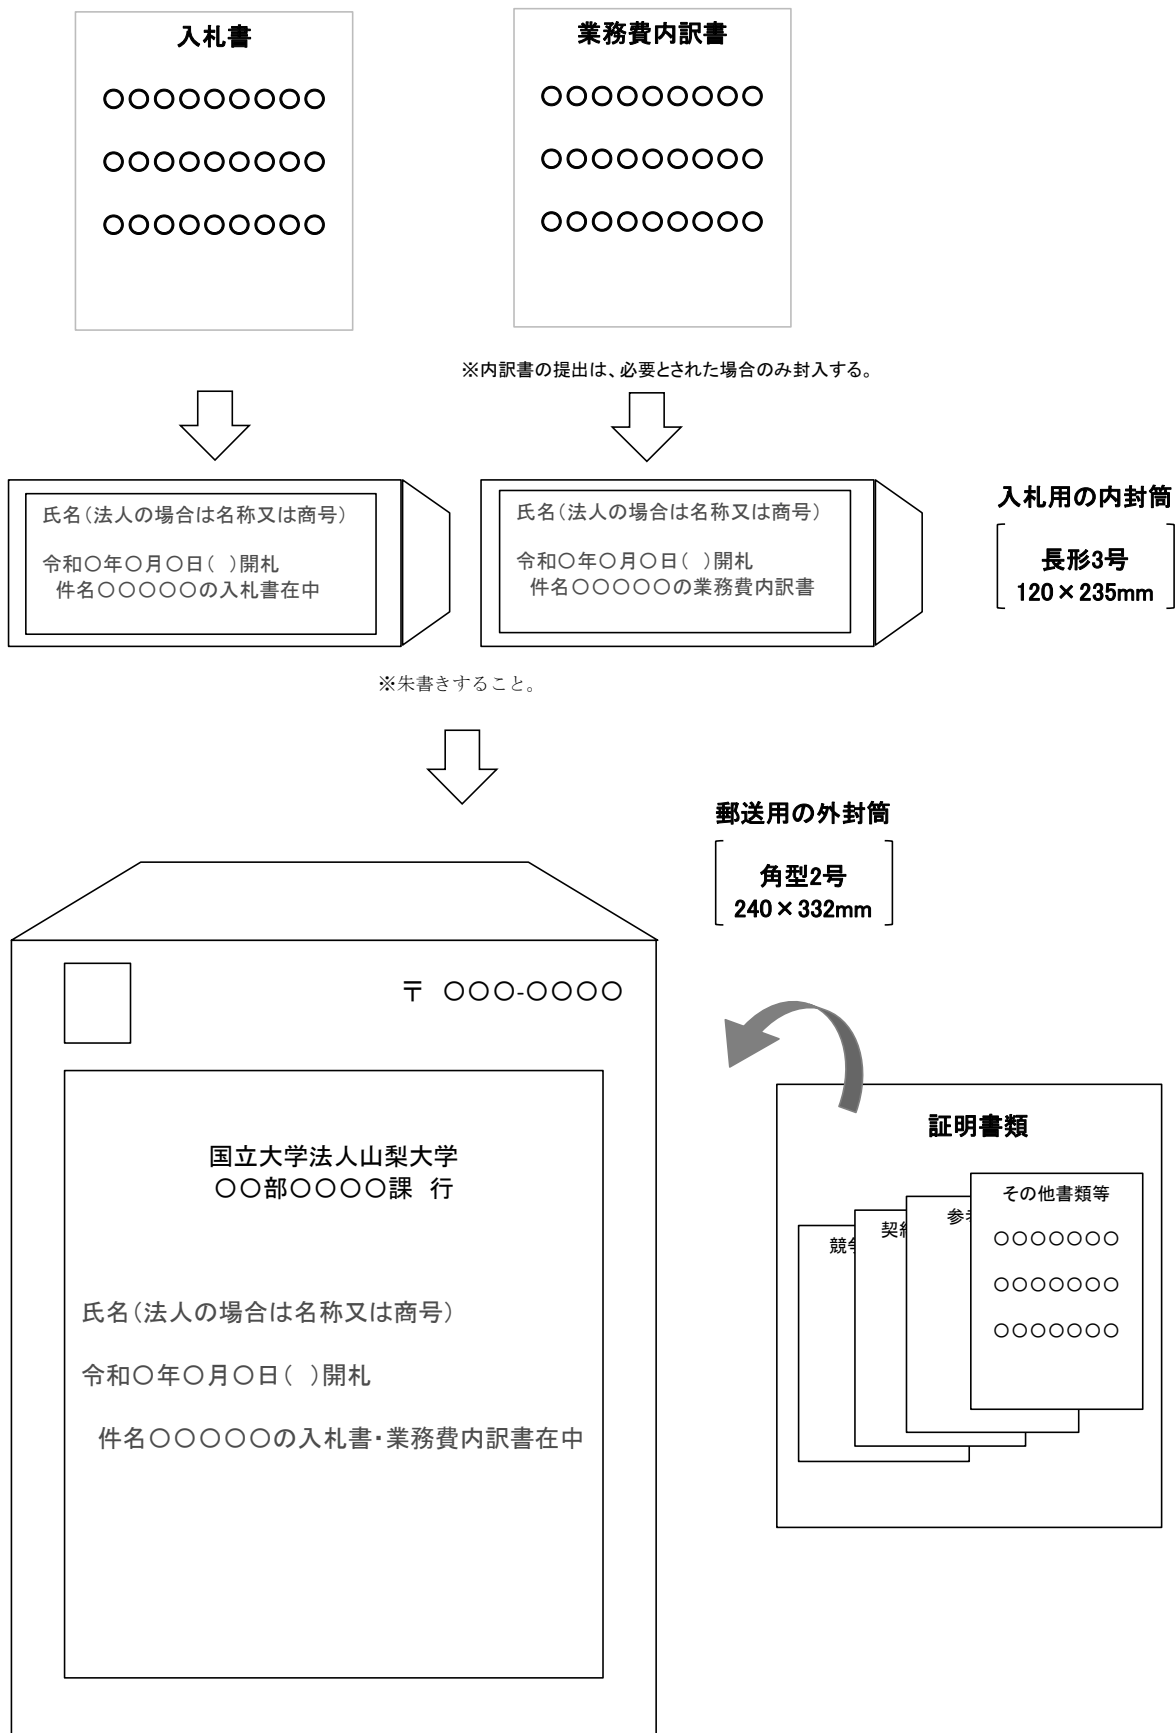 入札書
〇〇〇〇〇〇〇〇〇
〇〇〇〇〇〇〇〇〇
〇〇〇〇〇〇〇〇〇
業務費内訳書
〇〇〇〇〇〇〇〇〇
〇〇〇〇〇〇〇〇〇
〇〇〇〇〇〇〇〇〇
※内訳書の提出は、必要とされた場合のみ封入する。
氏名(法人の場合は名称又は商号)
令和〇年〇月〇日( )開札
件名〇〇〇〇〇の入札書在中
氏名(法人の場合は名称又は商号)
令和〇年〇月〇日( )開札
件名〇〇〇〇〇の業務費内訳書
入札用の内封筒
長形3号
120×235mm
※朱書きすること。
郵送用の外封筒
角型2号
240×332mm
〒 〇〇〇-〇〇〇〇
国立大学法人山梨大学
〇〇部〇〇〇〇課 行
氏名(法人の場合は名称又は商号)
令和〇年〇月〇日( )開札
件名〇〇〇〇〇の入札書・業務費内訳書在中
証明書類
競争
契約
参考
その他書類等
〇〇〇〇〇〇〇
〇〇〇〇〇〇〇
〇〇〇〇〇〇〇